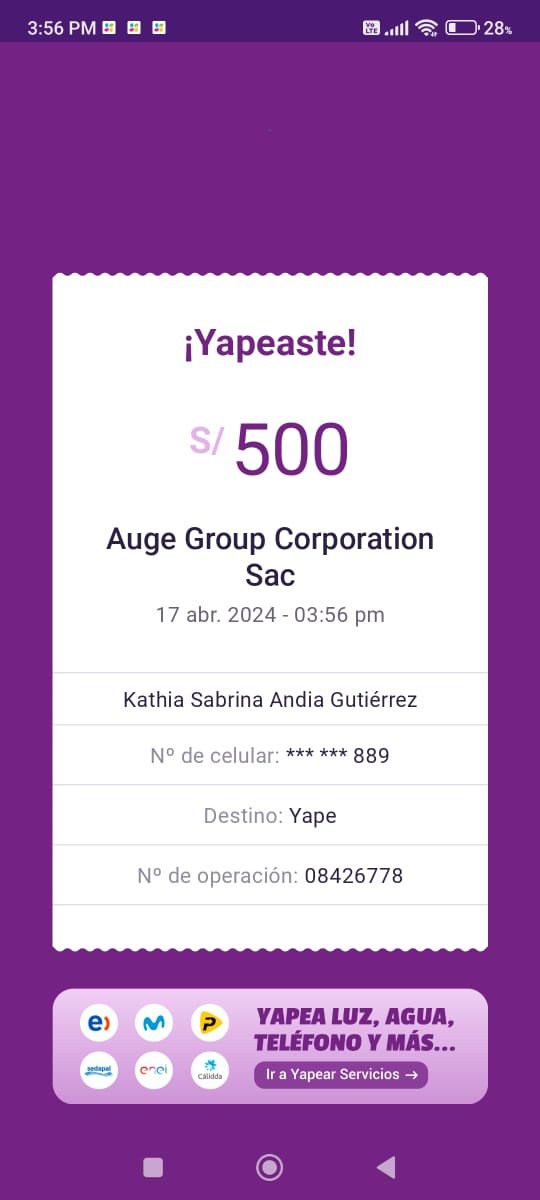 3:56 PM
Vo LTE
28%
¡Yapeaste!
S/ 500
Auge Group Corporation
Sac
17 abr. 2024 - 03:56 pm
Kathia Sabrina Andia Gutiérrez
Nº de celular: *** *** 889
Destino: Yape
Nº de operación: 08426778
e)
P
sedapal
enel
Cálidda
YAPEA LUZ, AGUA,
TELÉFONO Y MÁS...
Ir a Yapear Servicios →